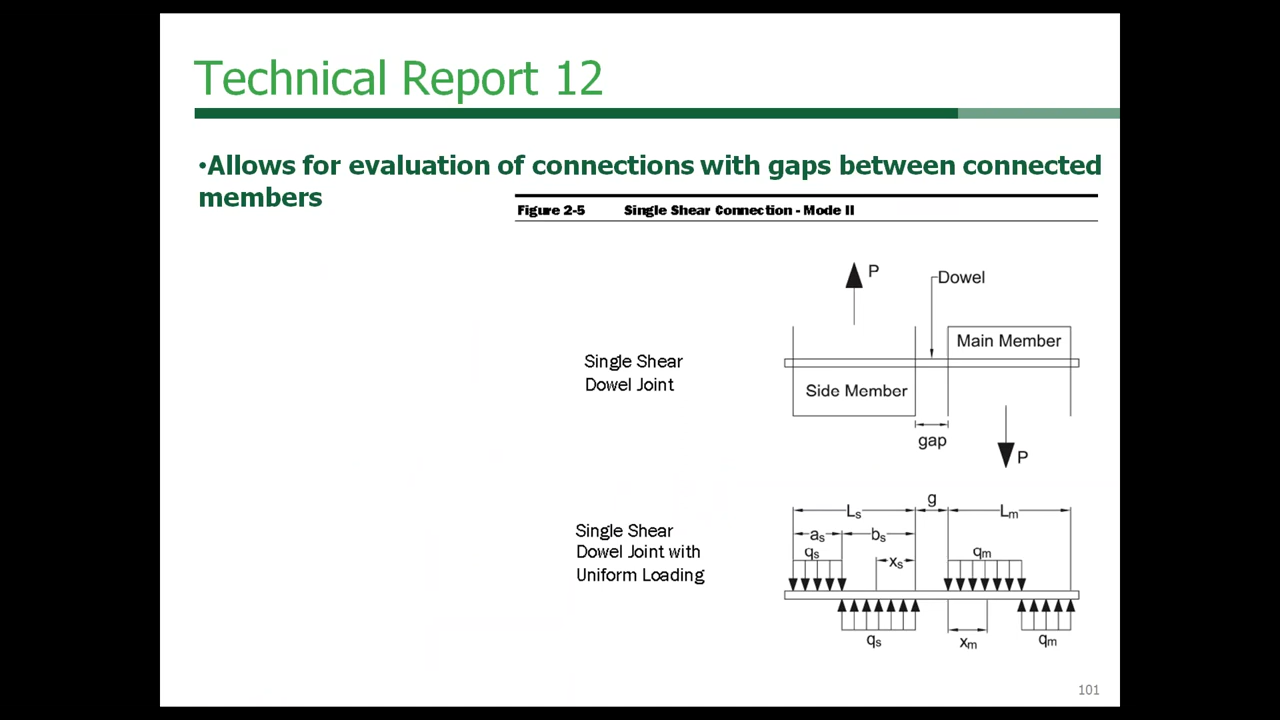 Technical Report 12
•Allows for evaluation of connections with gaps between connected
members
Figure 2-5 Single Shear Connection - Mode II
P
Dowel
Main Member
Single Shear
Dowel Joint
Side Member
gap
P
g
Ls
Lm
as
bs
qs
xs
qm
Single Shear
Dowel Joint with
Uniform Loading
qs
xm
qm
101